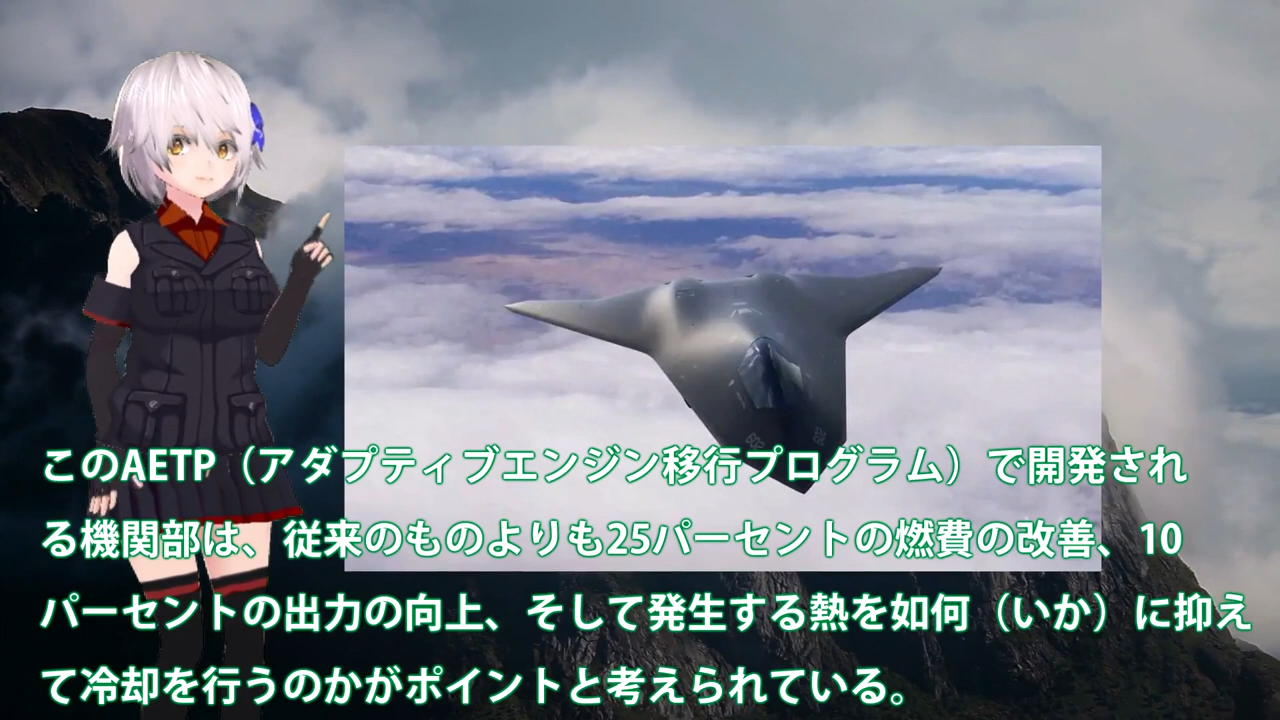 このAETP（アダプティブエンジン移行プログラム）で開発され
る機関部は、従来のものよりも25パーセントの燃費の改善、10
パーセントの出力の向上、そして発生する熱を如何（いか）に抑え
て冷却を行うのかがポイントと考えられている。